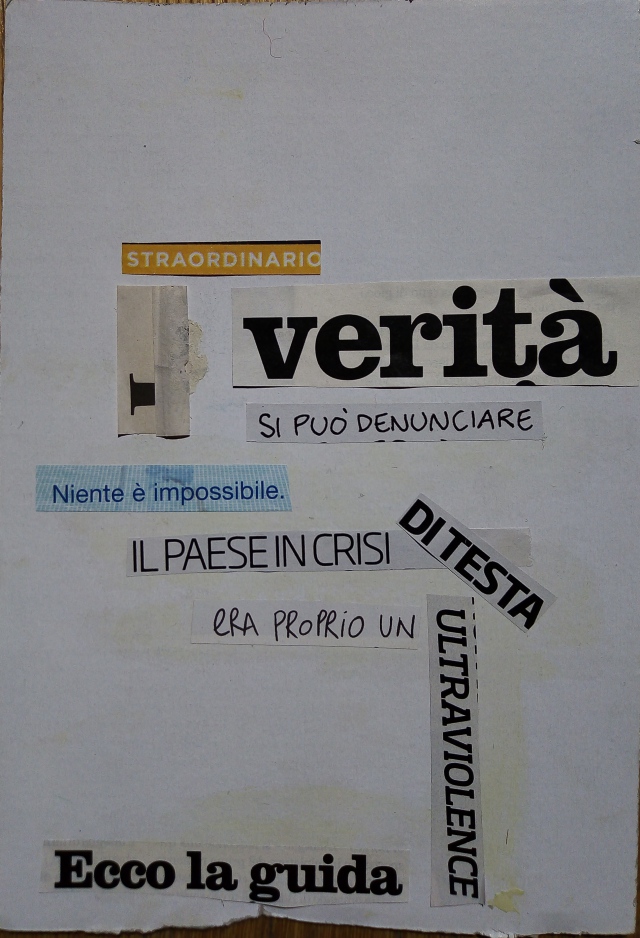 STRAORDINARIO
verità
SI PUÒ DENUNCIARE
Niente è impossibile.
IL PAESE IN CRISI
DI TESTA
ERA PROPRIO UN
ULTRAVIOLENCE
Ecco la guida